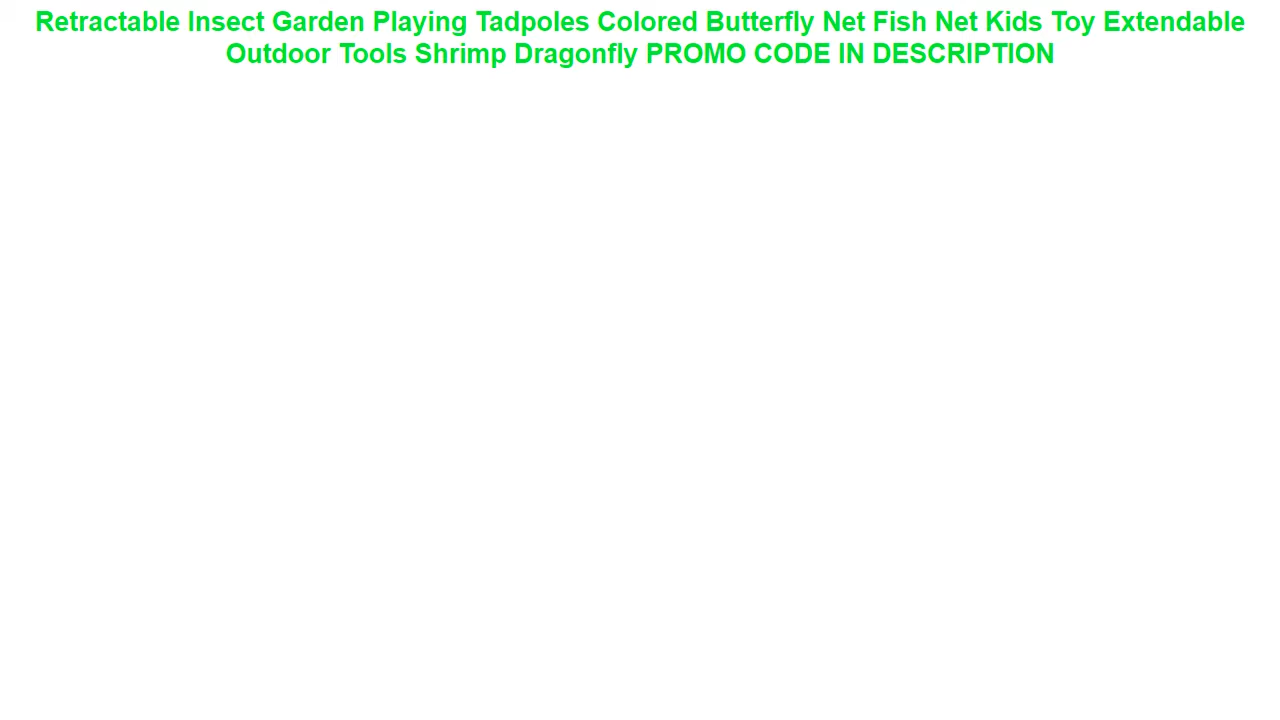 Retractable Insect Garden Playing Tadpoles Colored Butterfly Net Fish Net Kids Toy Extendable
Outdoor Tools Shrimp Dragonfly PROMO CODE IN DESCRIPTION